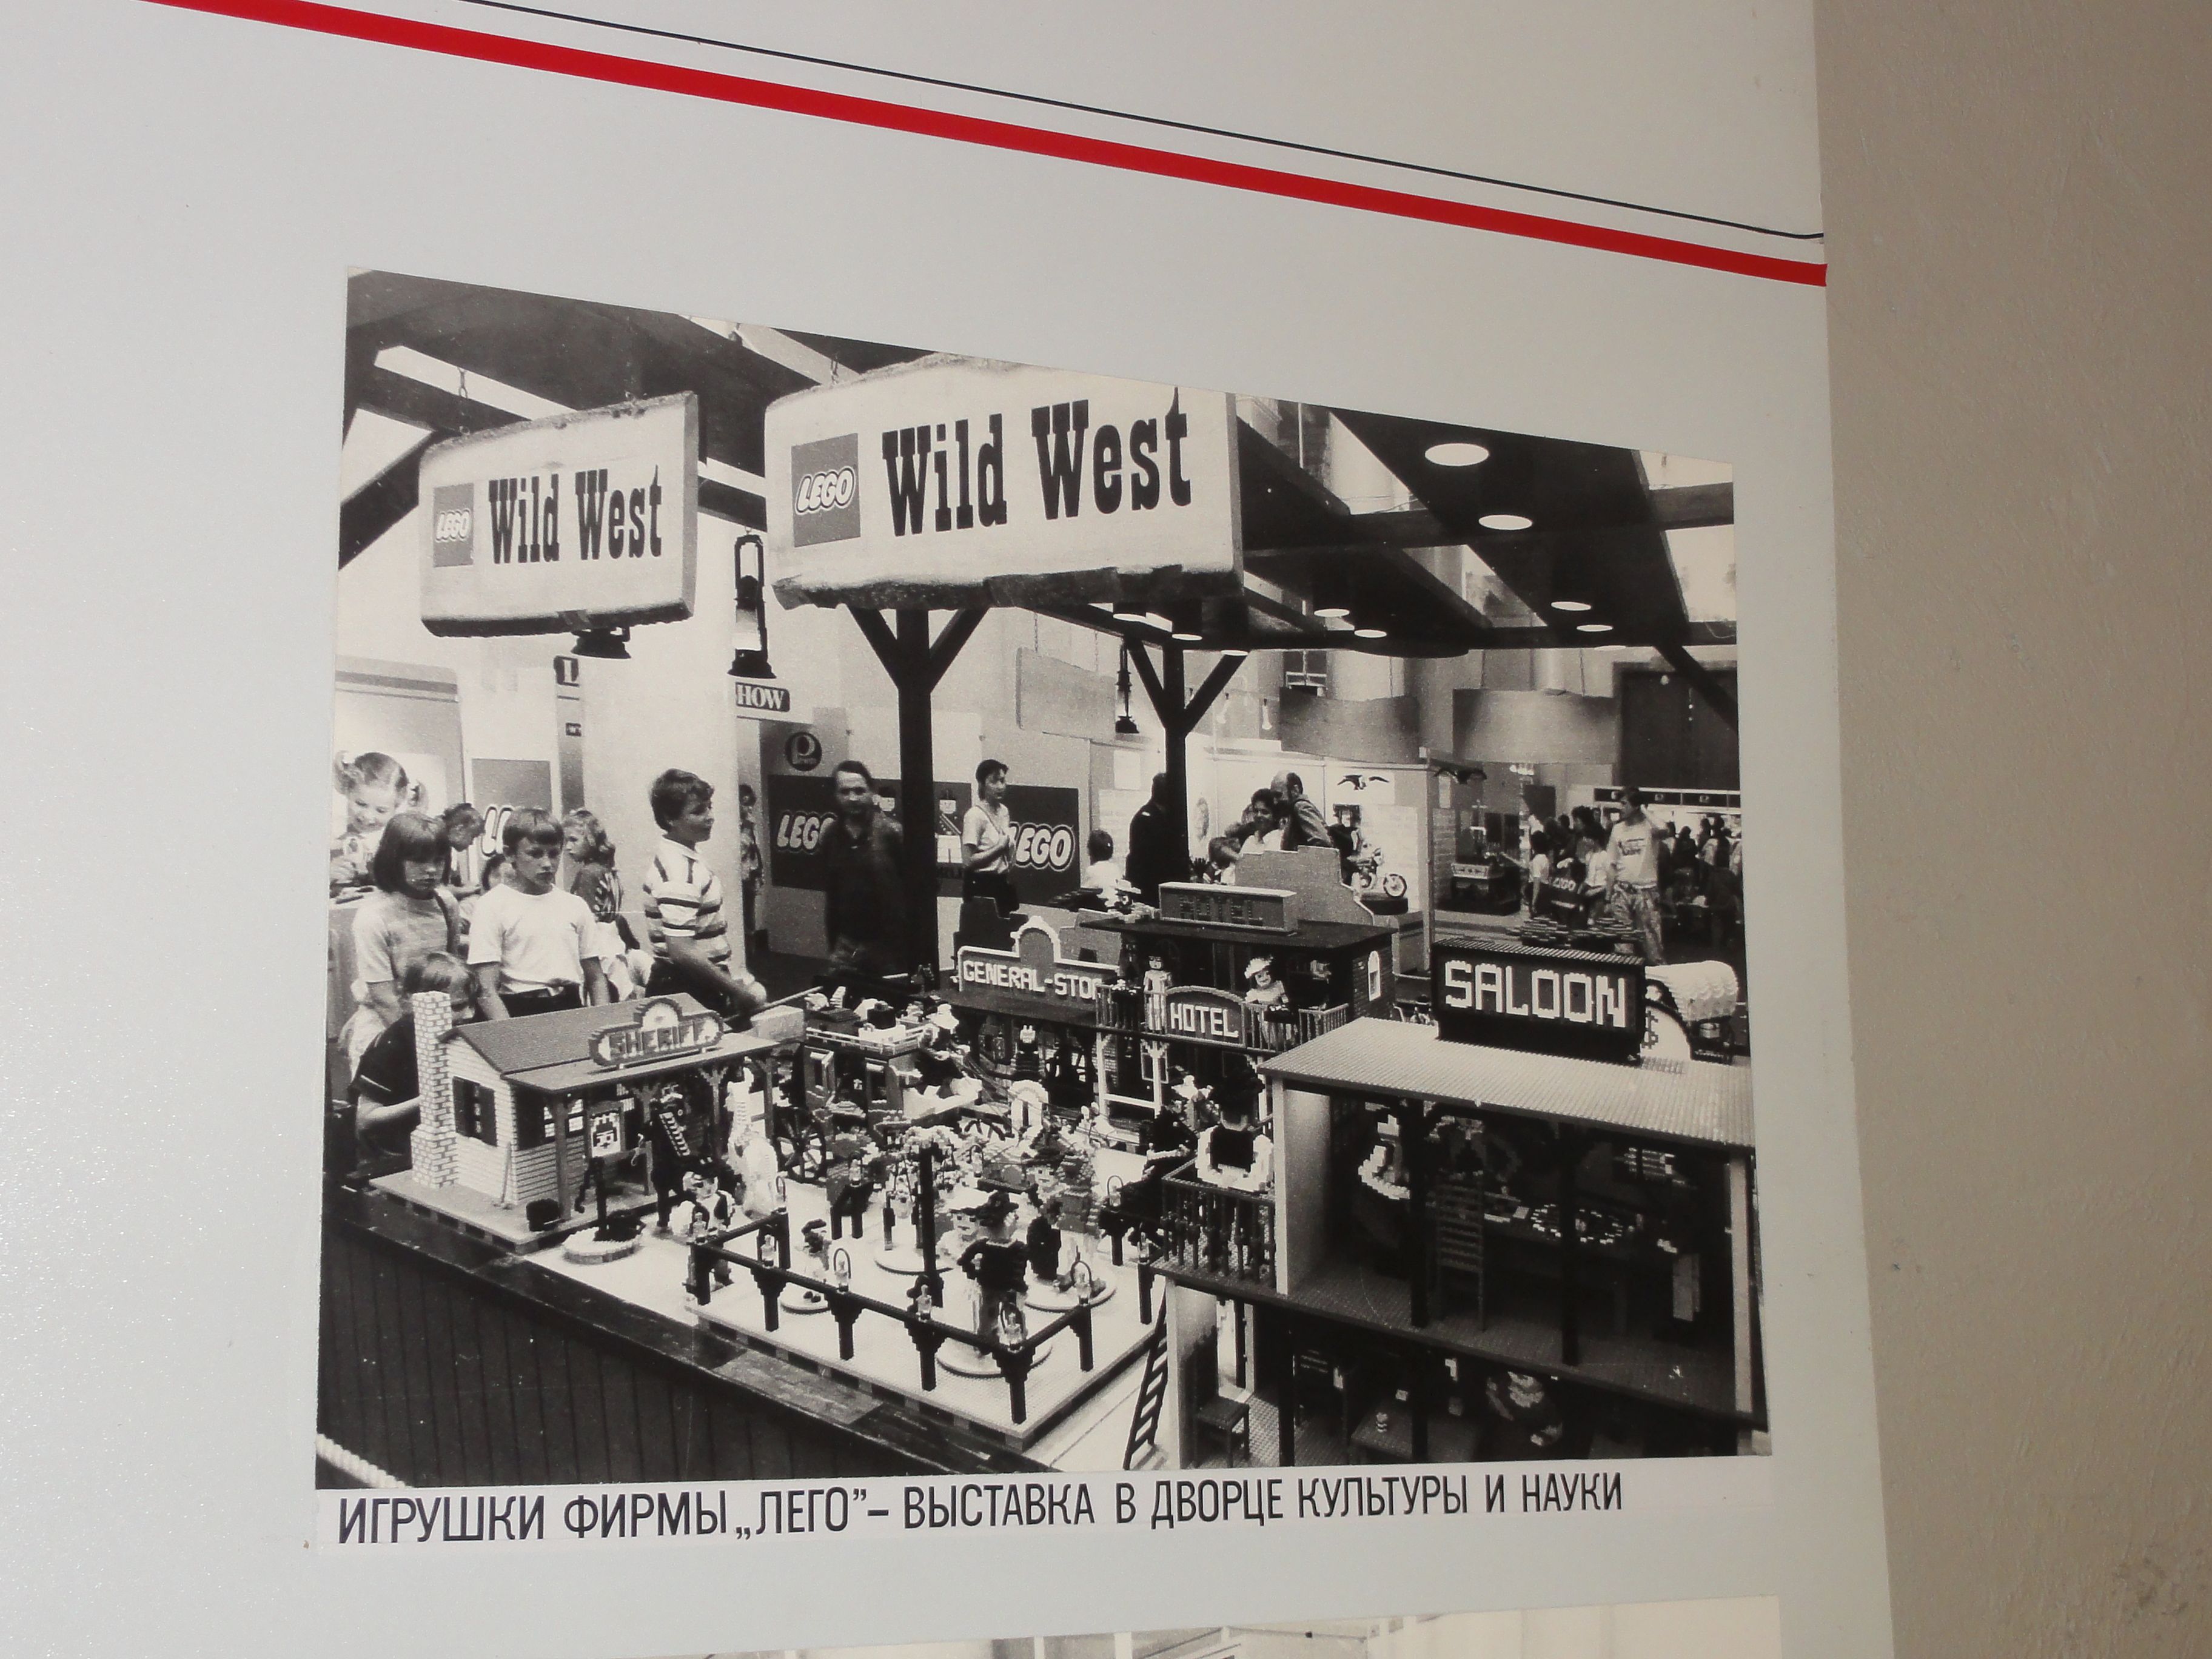 LEGO Wild West
LEGO Wild West
HOW
LEGO
LEGO
GENERAL-STO
HOTEL
HOTEL
SALOON
SHERIFF
ИГРУШКИ ФИРМЫ „ЛЕГО” – ВЫСТАВКА В ДВОРЦЕ КУЛЬТУРЫ И НАУКИ